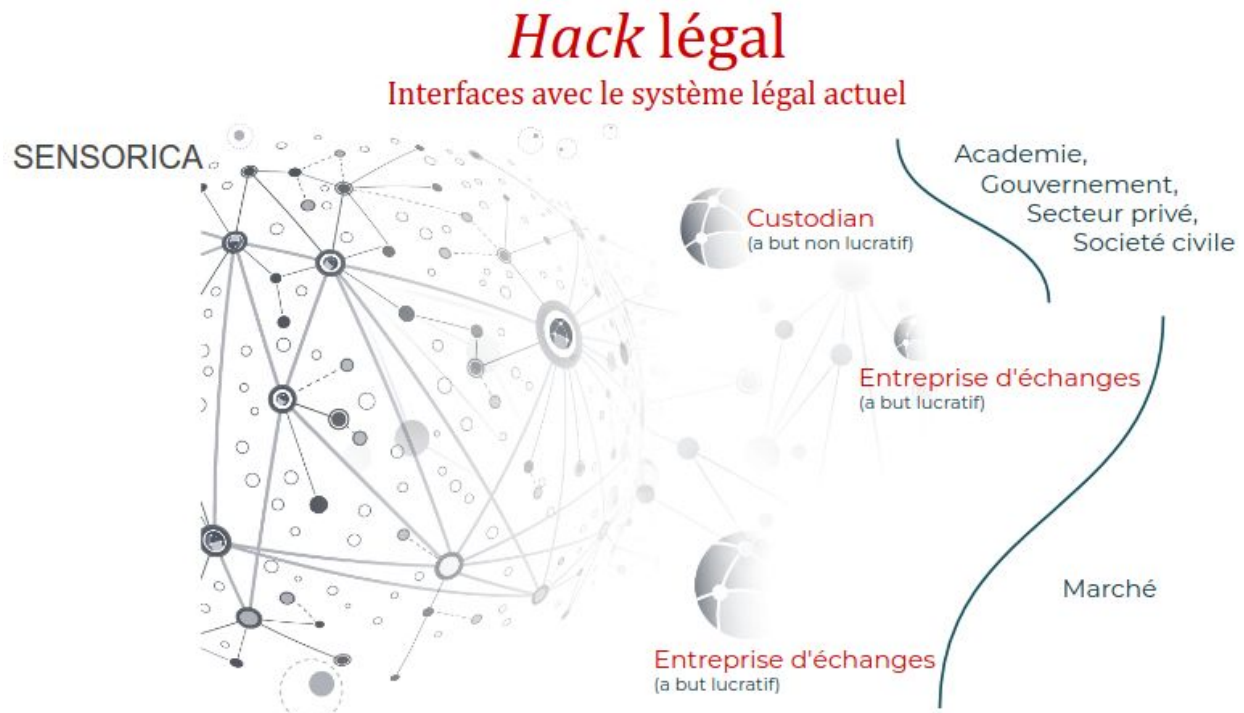 Hack légal
Interfaces avec le système légal actuel
SENSORICA
Academie,
Gouvernement,
Secteur privé,
Societé civile
Custodian
(a but non lucratif)
Entreprise d'échanges
(a but lucratif)
Marché
Entreprise d'échanges
(a but lucratif)